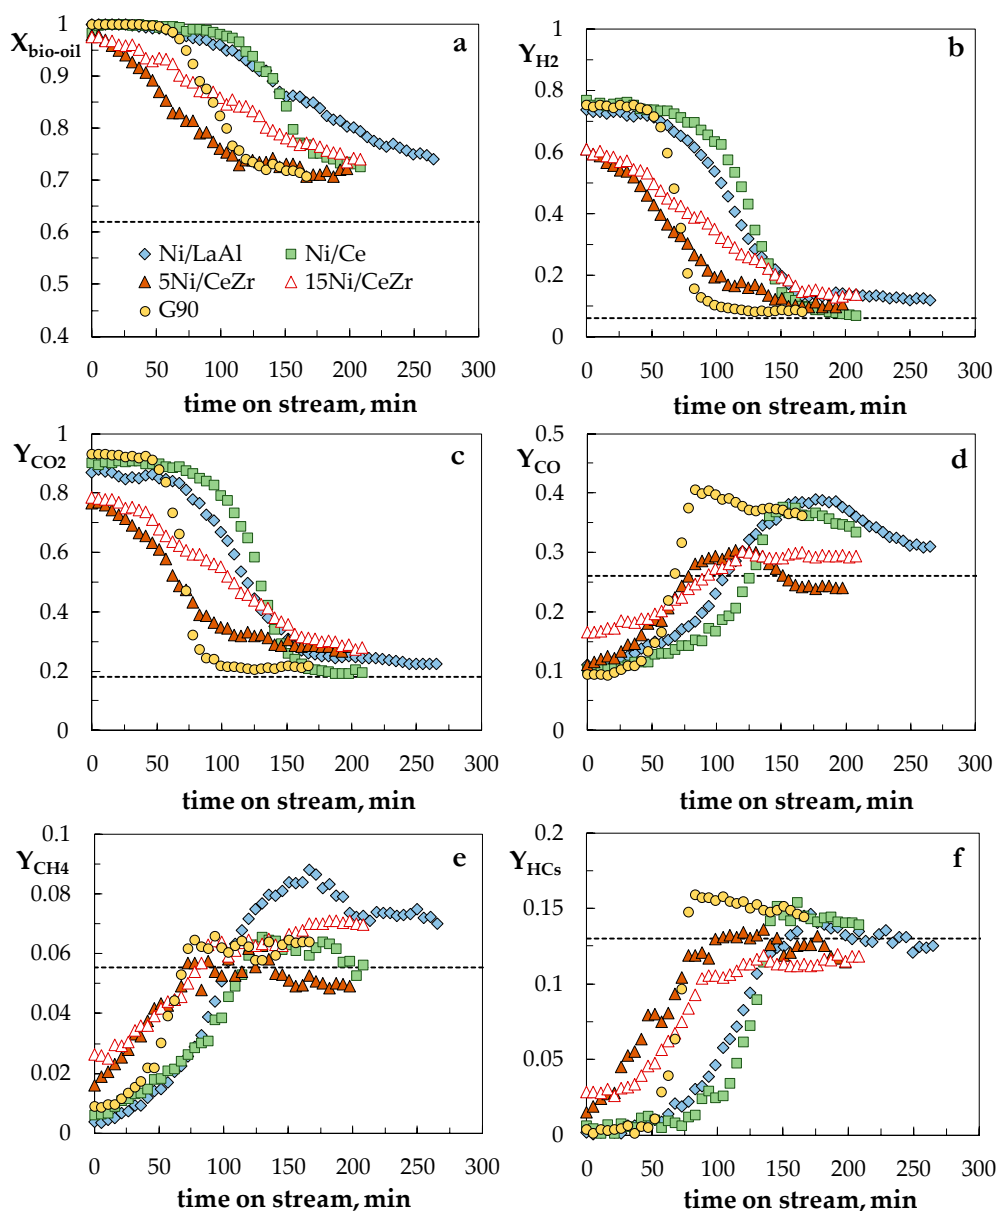 1
X bio-oil
a
0.9
0.8
0.7
0.6
0.5
0.4
Ni/LaAl
Ni/Ce
5Ni/CeZr
15Ni/CeZr
G90
0 50 100 150 200 250 300
time on stream, min
1
Y H2
b
0.8
0.6
0.4
0.2
0
0 50 100 150 200 250 300
time on stream, min
1
Y CO2
c
0.8
0.6
0.4
0.2
0
0 50 100 150 200 250 300
time on stream, min
0.5
Y CO
d
0.4
0.3
0.2
0.1
0
0 50 100 150 200 250 300
time on stream, min
0.1
Y CH4
e
0.08
0.06
0.04
0.02
0
0 50 100 150 200 250 300
time on stream, min
0.2
Y HCs
f
0.15
0.1
0.05
0
0 50 100 150 200 250 300
time on stream, min